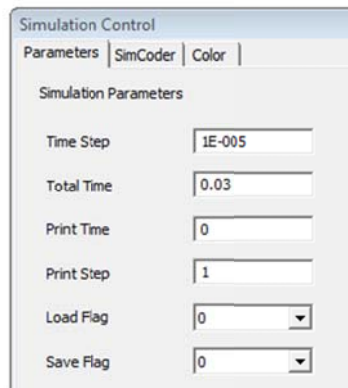 Simulation Control
Parameters SimCoder Color
Simulation Parameters
Time Step 1E-005
Total Time 0.03
Print Time 0
Print Step 1
Load Flag 0
Save Flag 0